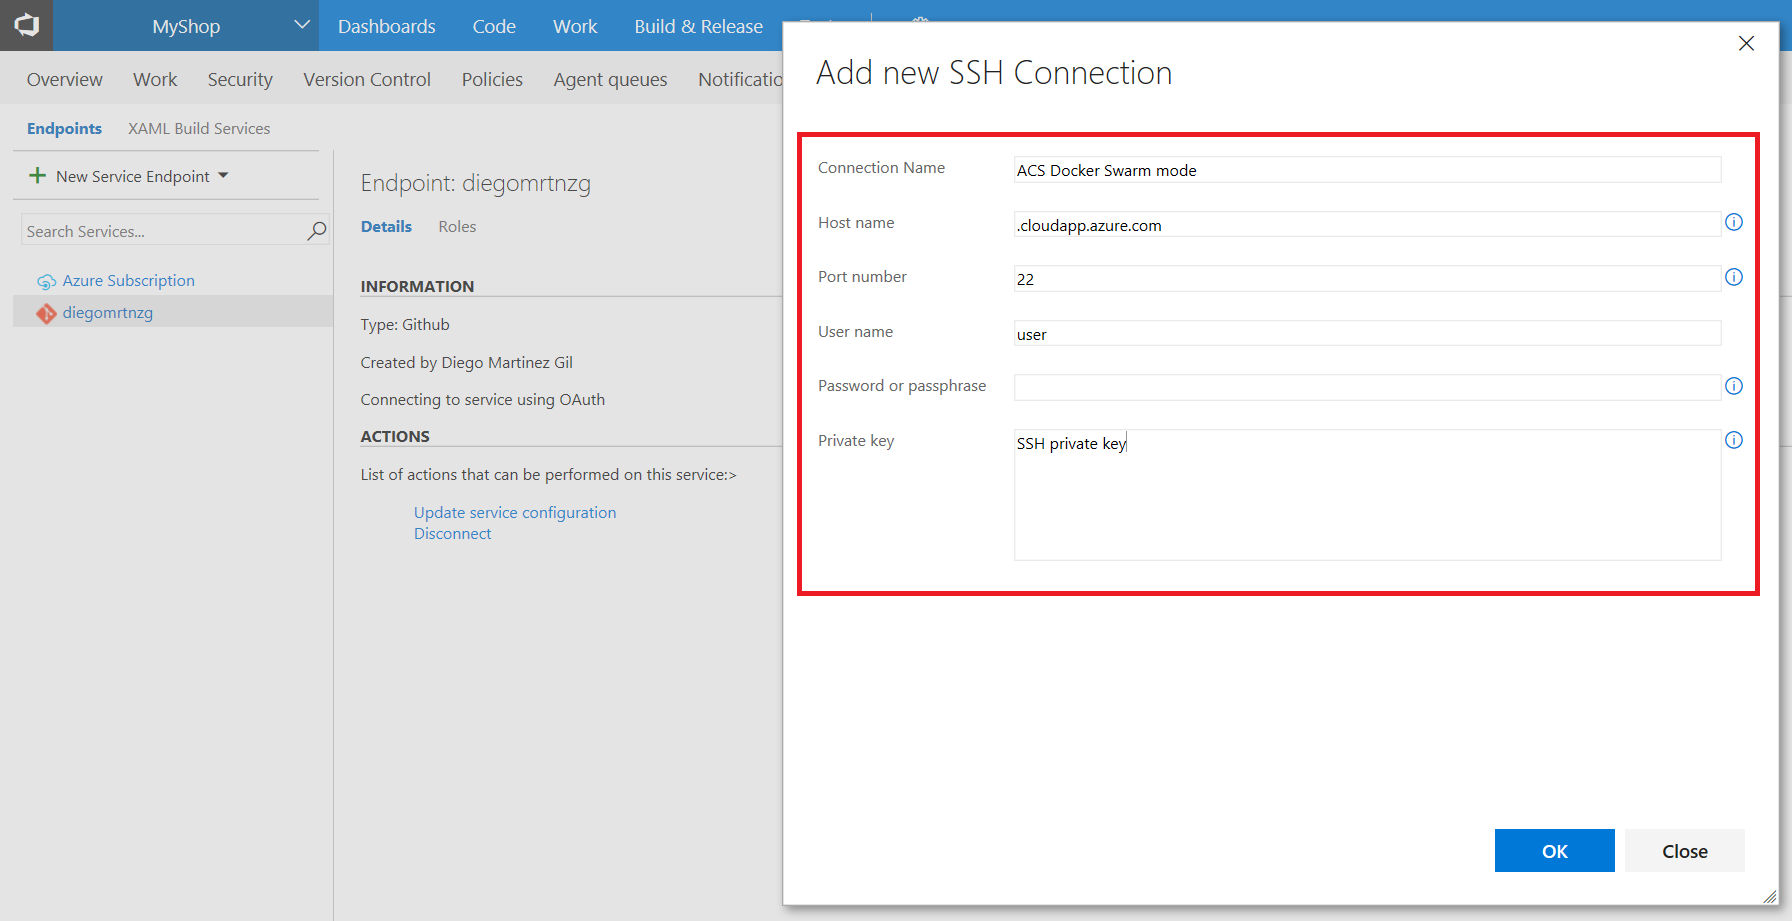 MyShop Dashboards Code Work Build & Release
Overview Work Security Version Control Policies Agent queues Notificatio
Endpoints XAML Build Services
New Service Endpoint
Search Services...
Azure Subscription
diegomrtnzg
Endpoint: diegomrtnzg
Details Roles
INFORMATION
Type: Github
Created by Diego Martinez Gil
Connecting to service using OAuth
ACTIONS
List of actions that can be performed on this service:>
Update service configuration
Disconnect
Add new SSH Connection
Connection Name ACS Docker Swarm mode
Host name .cloudapp.azure.com
Port number 22
User name user
Password or passphrase
Private key SSH private key
OK Close